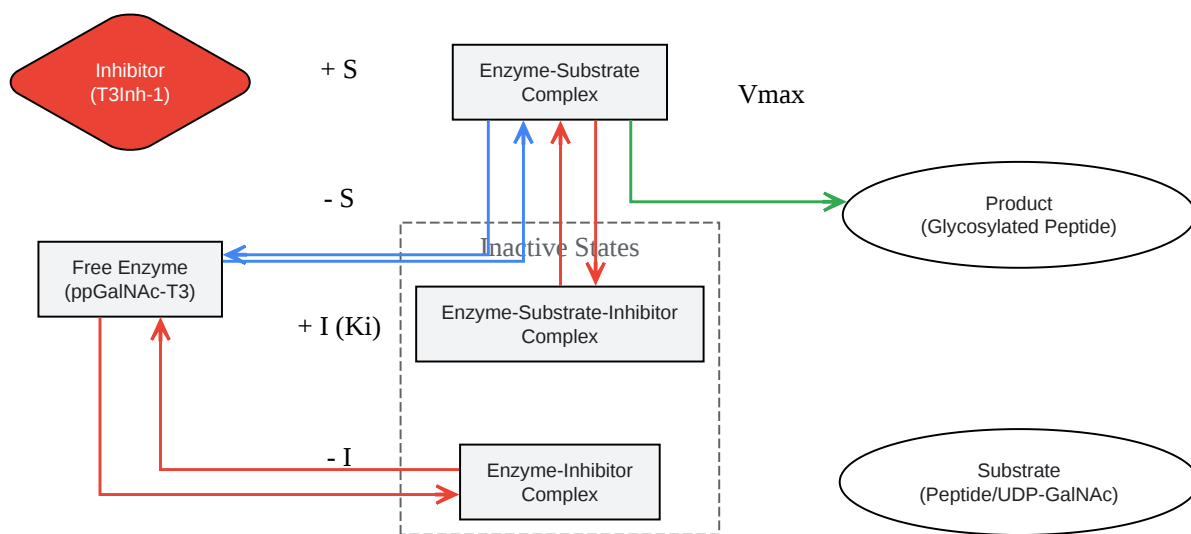 Inhibitor
(T3Inh-1)
+ S
Enzyme-Substrate
Complex
Vmax
- S
Product
(Glycosylated Peptide)
Inactive States
Free Enzyme
(ppGalNAc-T3)
Enzyme-Substrate-Inhibitor
Complex
+ I (Ki)
- I
Enzyme-Inhibitor
Complex
Substrate
(Peptide/UDP-GalNAc)